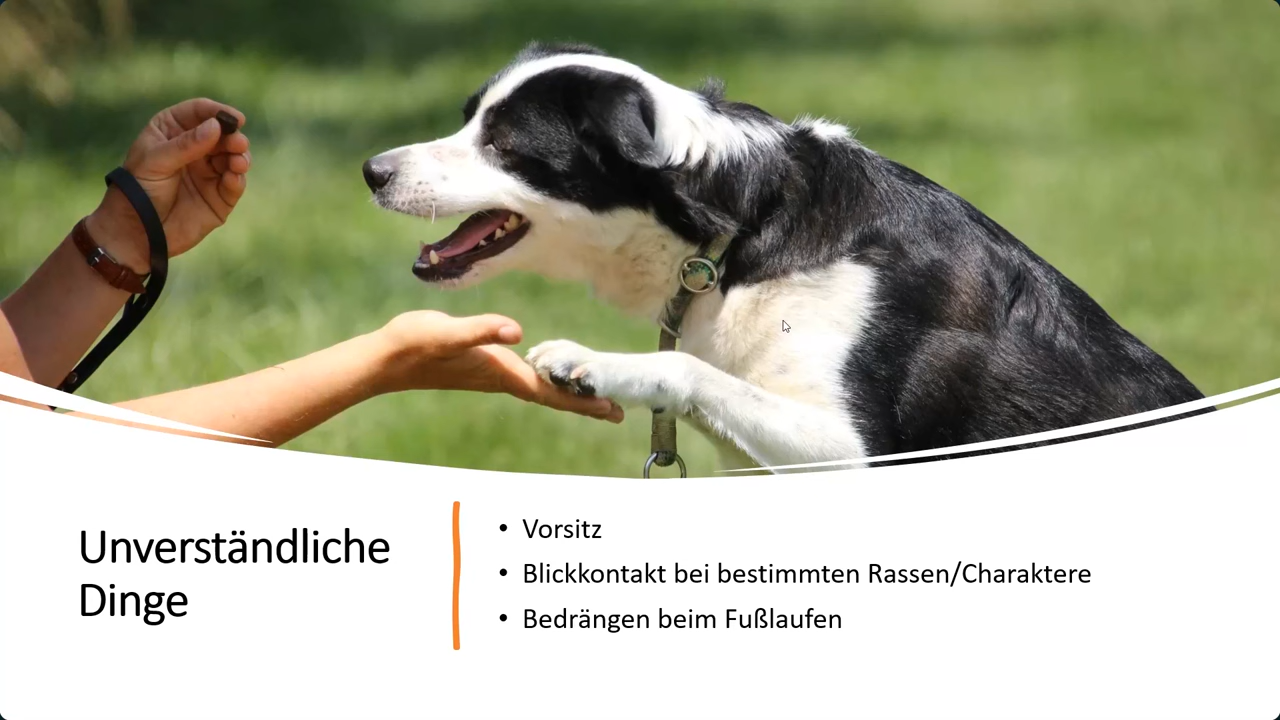 Unverständliche
Dinge
• Vorsitz
• Blickkontakt bei bestimmten Rassen/Charaktere
• Bedrängen beim Fußlaufen